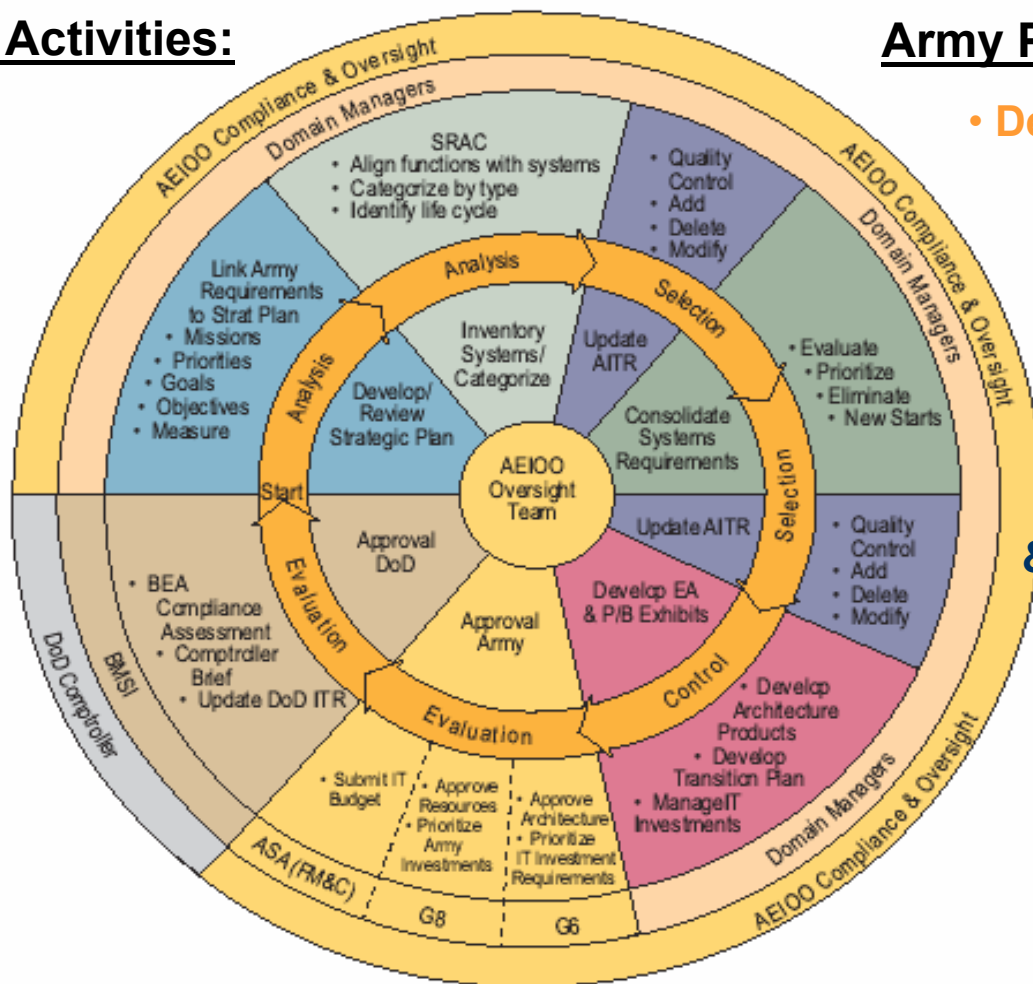 Activities:
Army P
• De
&
AEIOO Compliance & Oversight
Domain Managers
AEIOO Compliance & Oversight
Domain Managers
SRAC
• Align functions with systems
• Categorize by type
• Identify life cycle
• Quality
Control
• Add
• Delete
• Modify
Link Army
Requirements
to Strat Plan
• Missions
• Priorities
• Goals
• Objectives
• Measure
• Evaluate
• Prioritize
• Eliminate
• New Starts
Analysis
Analysis
Selection
Selection
Control
Evaluation
Evaluation
Start
Inventory
Systems/
Categorize
Update
AITR
Develop/
Review
Strategic Plan
Consolidate
Systems
Requirements
AEIOO
Oversight
Team
Update AITR
Approval
DoD
Develop EA
& P/B Exhibits
Approval
Army
• Quality
Control
• Add
• Delete
• Modify
• BEA
Compliance
Assessment
• Comptroller
Brief
• Update DoD ITR
• Develop
Architecture
Products
• Develop
Transition Plan
• ManageIT
Investments
• Submit IT
Budget
• Approve
Resources
• Prioritize
Army
Investments
• Approve
Architecture
• Prioritize
IT Investment
Requirements
DoD Comptroller
BMSI
ASA (FM&C)
G8
G6
Domain Managers
AEIOO Compliance & Oversight